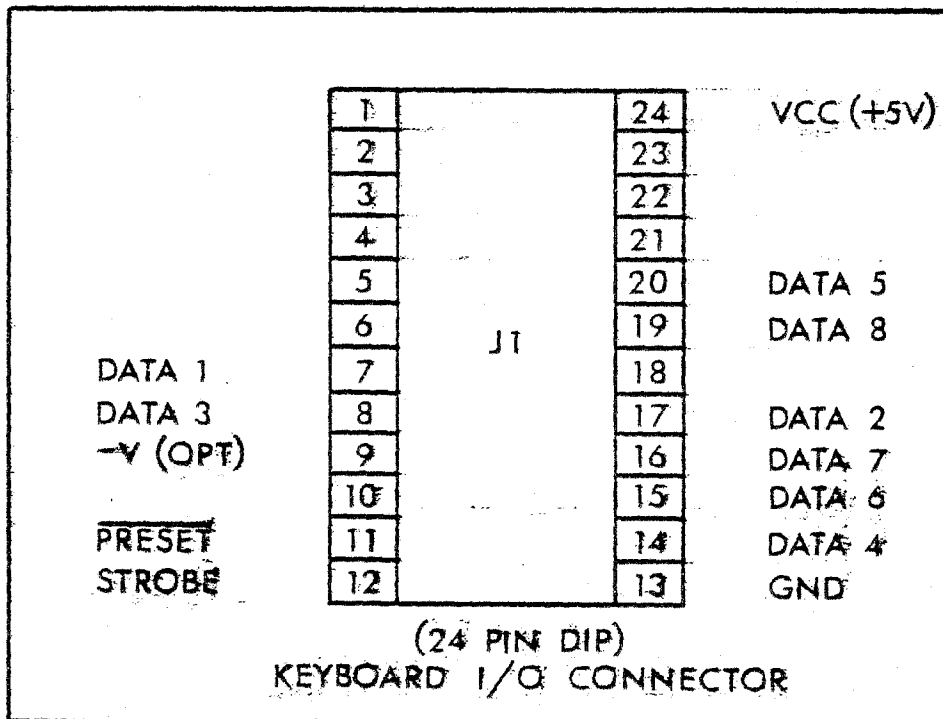 1 24 VCC (+5V)
2 23
3 22
4 21
5 20 DATA 5
6 19 DATA 8
J1
DATA 1 7 18
DATA 3 8 17 DATA 2
-V (OPT) 9 16 DATA 7
10 15 DATA 6
PRESET 11 14 DATA 4
STROBE 12 13 GND
(24 PIN DIP)
KEYBOARD I/O CONNECTOR